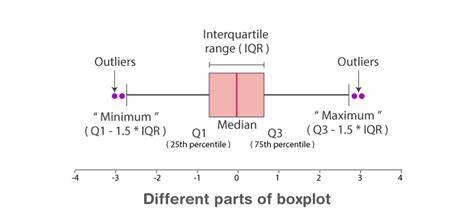 Interquartile
range ( IQR )
Outliers
Outliers
" Minimum "
( Q1 - 1.5 * IQR )
Q1
( 25th percentile )
Median
Q3
( 75th percentile )
" Maximum "
( Q3 - 1.5 * IQR )
-4 -3 -2 -1 0 1 2 3 4
Different parts of boxplot